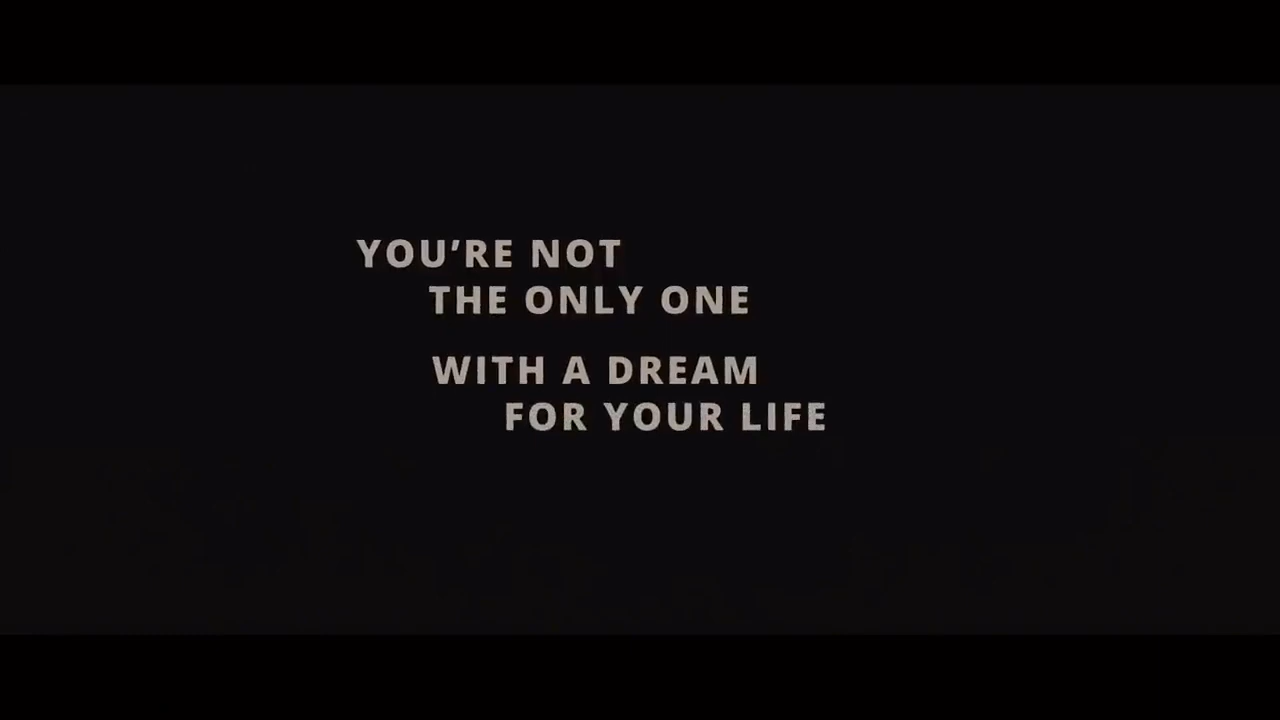 YOU’RE NOT
THE ONLY ONE
WITH A DREAM
FOR YOUR LIFE